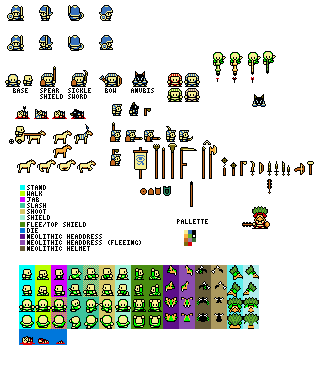 BASE SPEAR SICKLE BOW ANUBIS
SHIELD SWORD
STAND
WALK
JAB
SLASH
SHOOT
SHIELD
FLEE/TOP SHIELD
DIE
NEOLITHIC HEADDRESS
NEOLITHIC HEADDRESS (FLEEING)
NEOLITHIC HELMET
PALLETTE